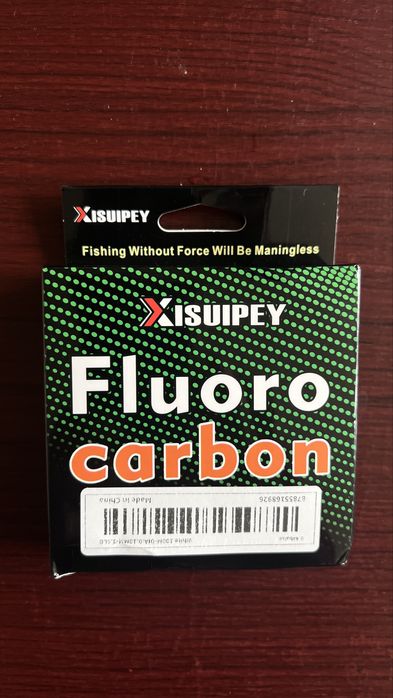 XISUIPEY
Fishing Without Force Will Be Maningless
XISUIPEY
Fluoro
carbon
Made in China